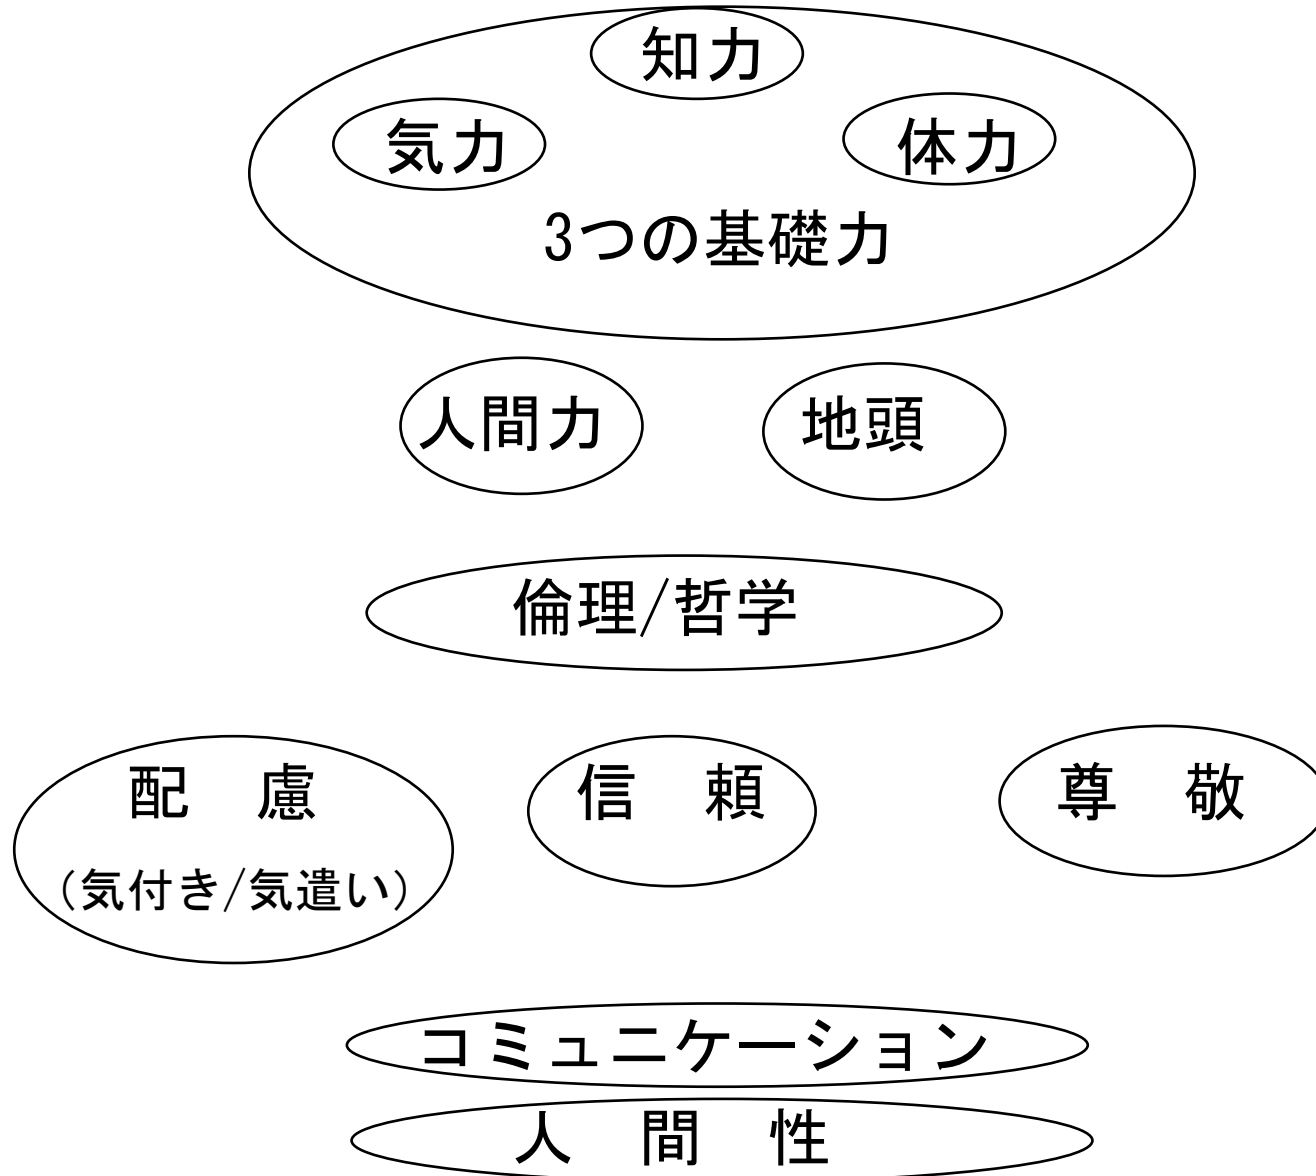 知力
気力 体力
3つの基礎力
人間力 地頭
倫理/哲学
配　慮 信　頼 尊　敬
(気付き/気遣い)
コミュニケーション
人　間　性